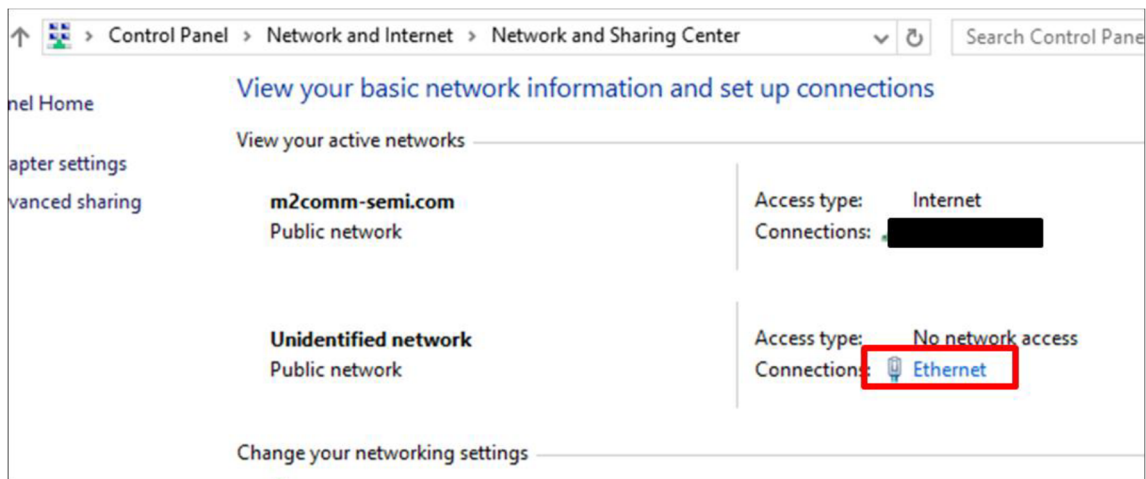 Control Panel > Network and Internet > Network and Sharing Center
Search Control Pane
nel Home
apter settings
vanced sharing
View your basic network information and set up connections
View your active networks
m2comm-semi.com
Public network
Access type: Internet
Connections:
Unidentified network
Public network
Access type: No network access
Connections: Ethernet
Change your networking settings